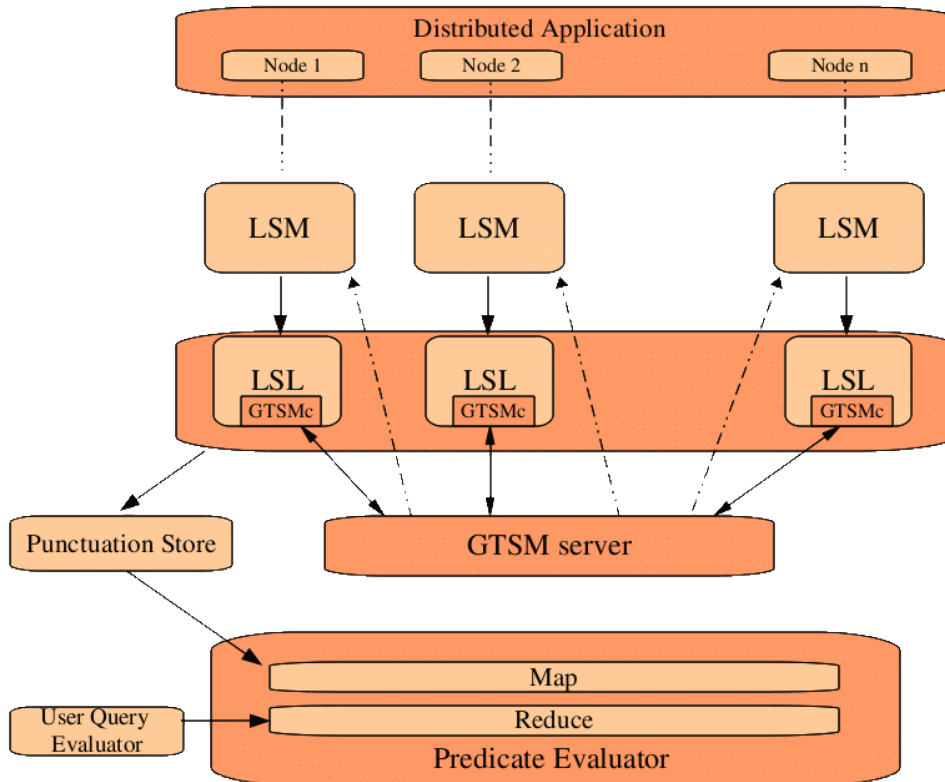 Distributed Application
Node 1
Node 2
Node n
LSM
LSM
LSM
LSL
GTSMc
LSL
GTSMc
LSL
GTSMc
Punctuation Store
GTSM server
Map
User Query
Evaluator
Reduce
Predicate Evaluator